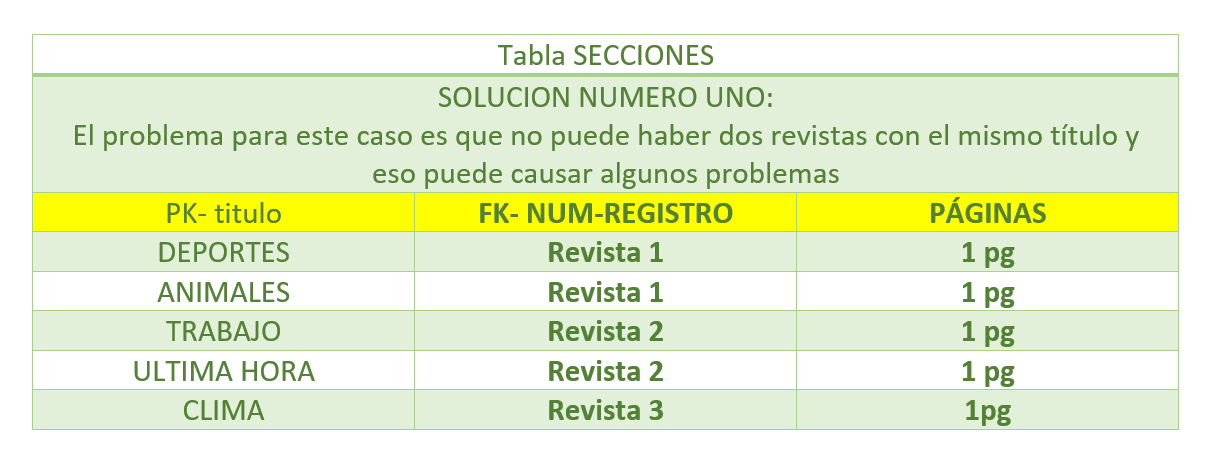 Tabla SECCIONES
SOLUCION NUMERO UNO:
El problema para este caso es que no puede haber dos revistas con el mismo título y
eso puede causar algunos problemas
PK- titulo FK- NUM-REGISTRO PÁGINAS
DEPORTES Revista 1 1 pg
ANIMALES Revista 1 1 pg
TRABAJO Revista 2 1 pg
ULTIMA HORA Revista 2 1 pg
CLIMA Revista 3 1pg